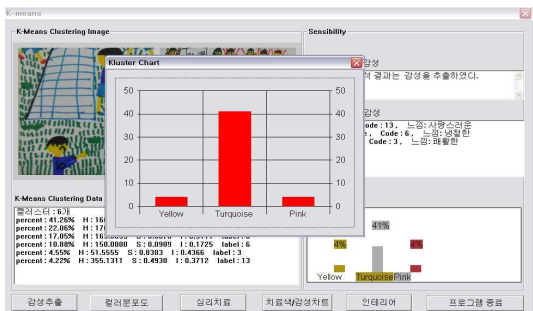 K-means
K-Means Clustering Image
Sensibility
Kluster Chart
감성
색 결과는 감성을 추출하였다.
감성
Code : 13, 느낌: 사랑스러운
Code : 6, 느낌: 냉철한
Code : 3, 느낌: 쾌활한
50
40
30
20
10
0
50
40
30
20
10
0
Yellow
Turquoise
Pink
K-Means Clustering Data
클러스터 : 6개
percent : 41.26% H : 16
percent : 22.06% H : 17
percent : 17.05% H : 16
percent : 10.88% H : 150.0000 S : 0.0909 I : 0.1725 label : 6
percent : 4.55% H : 51.5555 S : 0.8383 I : 0.4366 label : 3
percent : 4.22% H : 355.1311 S : 0.4930 I : 0.3712 label : 13
4%
41%
4%
Yellow
Turquoise
Pink
감성추출
컬러분포도
심리치료
치료색/감성차트
인테리어
프로그램 종료